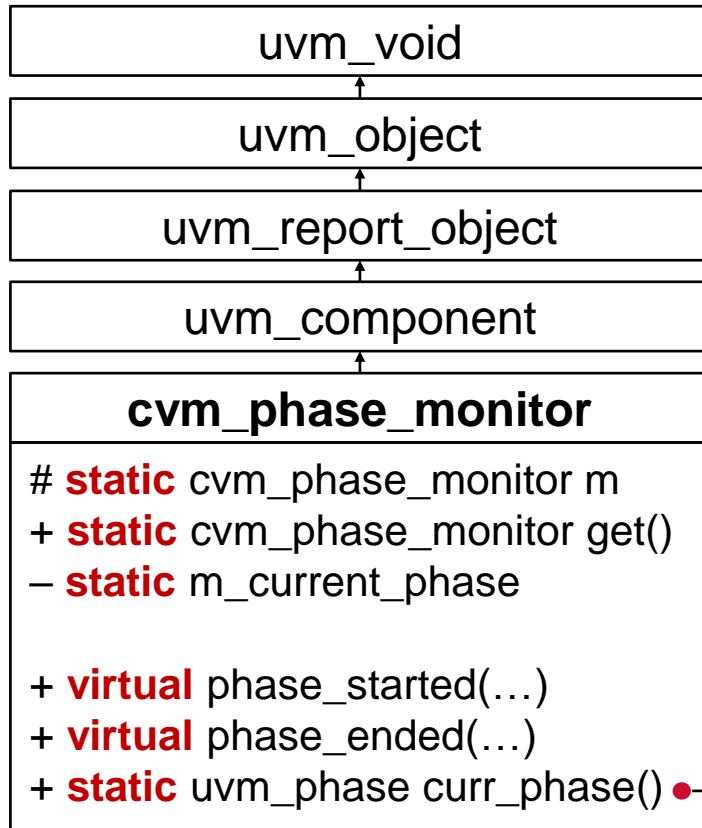 uvm_void
uvm_object
uvm_report_object
uvm_component
cvm_phase_monitor
# static cvm_phase_monitor m
+ static cvm_phase_monitor get()
– static m_current_phase
+ virtual phase_started(…)
+ virtual phase_ended(…)
+ static uvm_phase curr_phase()